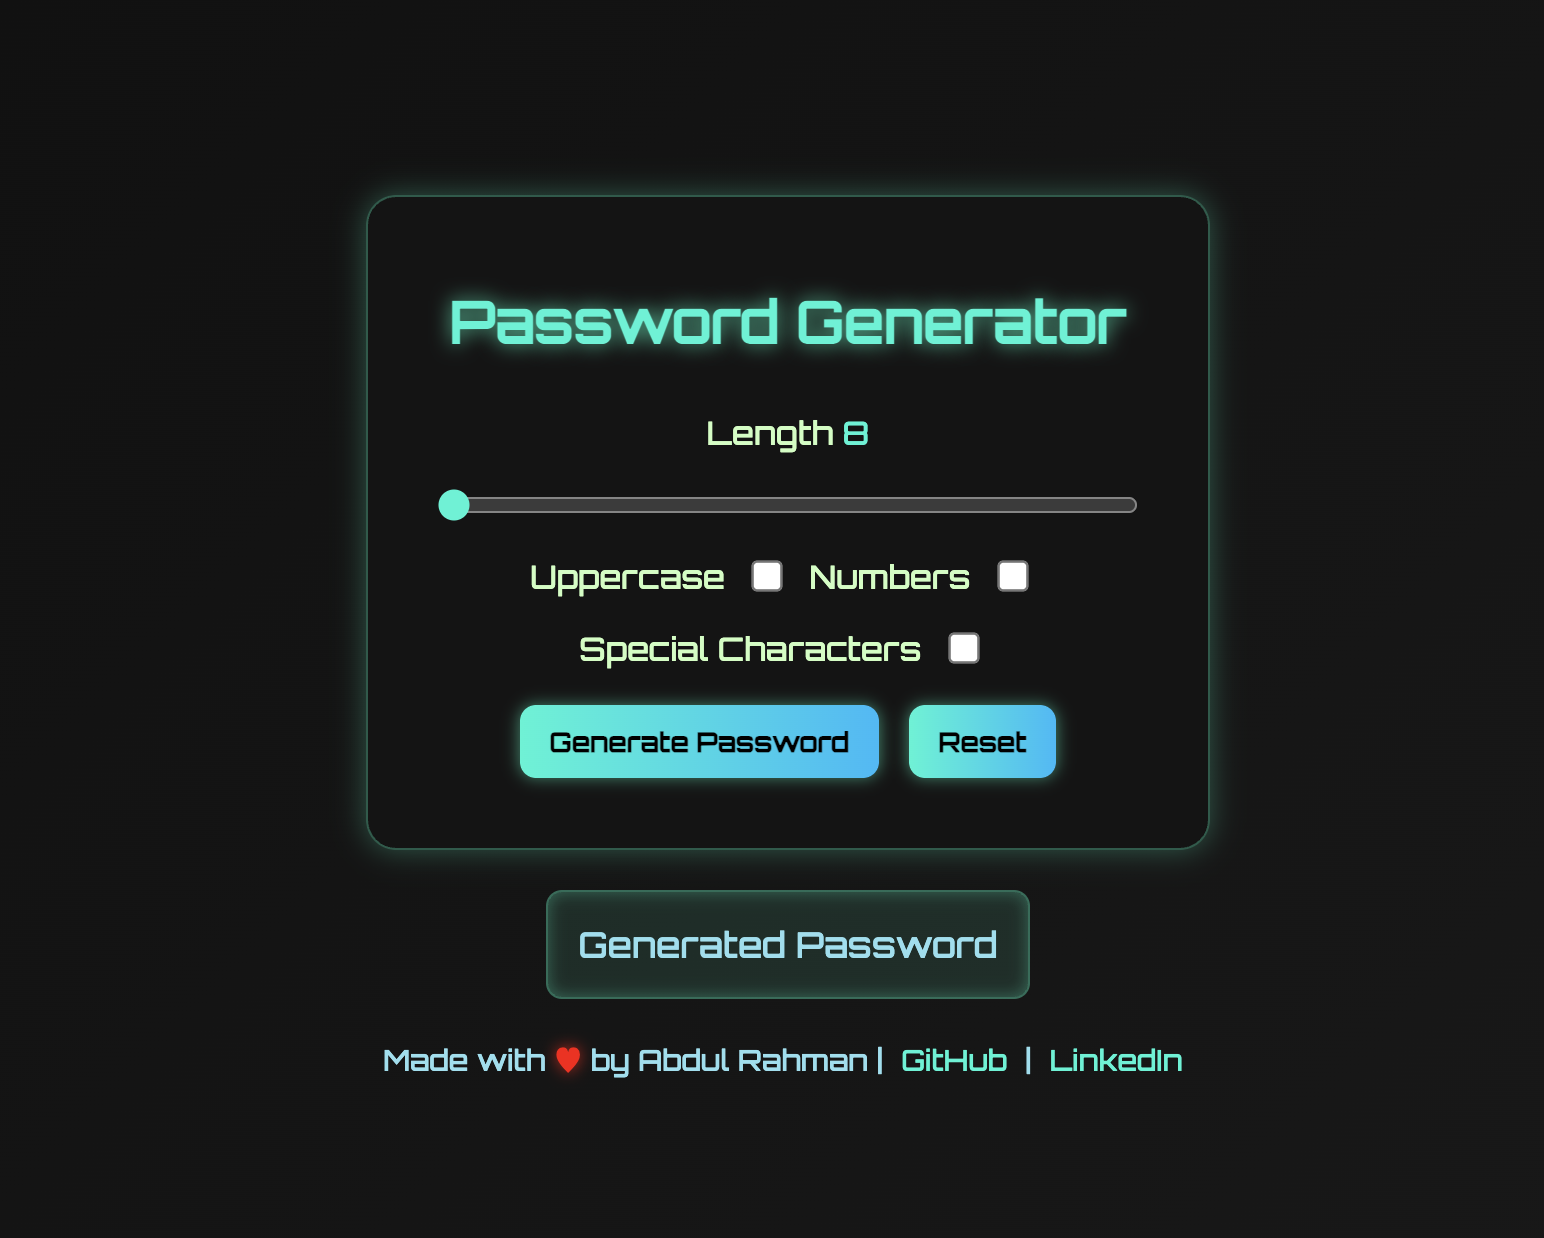 Password Generator
Length 8
Uppercase Numbers
Special Characters
Generate Password Reset
Generated Password
Made with ♥ by Abdul Rahman | GitHub | LinkedIn